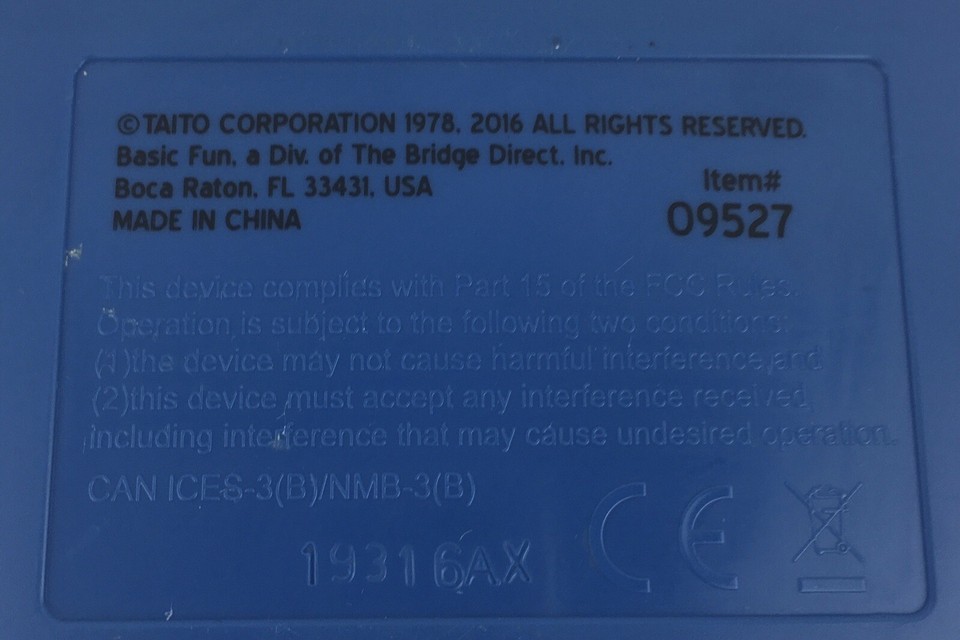 ©TAITO CORPORATION 1978, 2016 ALL RIGHTS RESERVED.
Basic Fun, a Div. of The Bridge Direct, Inc.
Boca Raton, FL 33431, USA
MADE IN CHINA
Item#
09527
This device complies with Part 15 of the FCC Rules.
Operation is subject to the following two conditions:
(1)the device may not cause harmful interference,and
(2)this device must accept any interference received,
including interference that may cause undesired operation.
CAN ICES-3(B)/NMB-3(B)
19316AX
CE